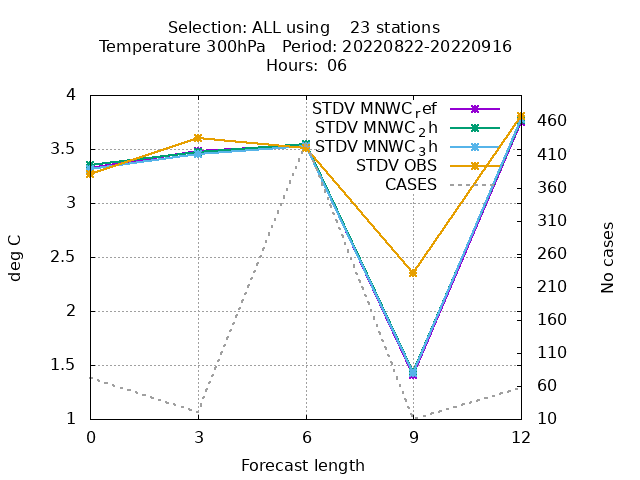 Selection: ALL using    23 stations
Temperature 300hPa   Period: 20220822-20220916
Hours: 06
STDV MNWC_ref
STDV MNWC_2h
STDV MNWC_3h
STDV OBS
CASES
4
3.5
3
2.5
2
1.5
1
deg C
460
410
360
310
260
210
160
110
60
10
No cases
0 3 6 9 12
Forecast length